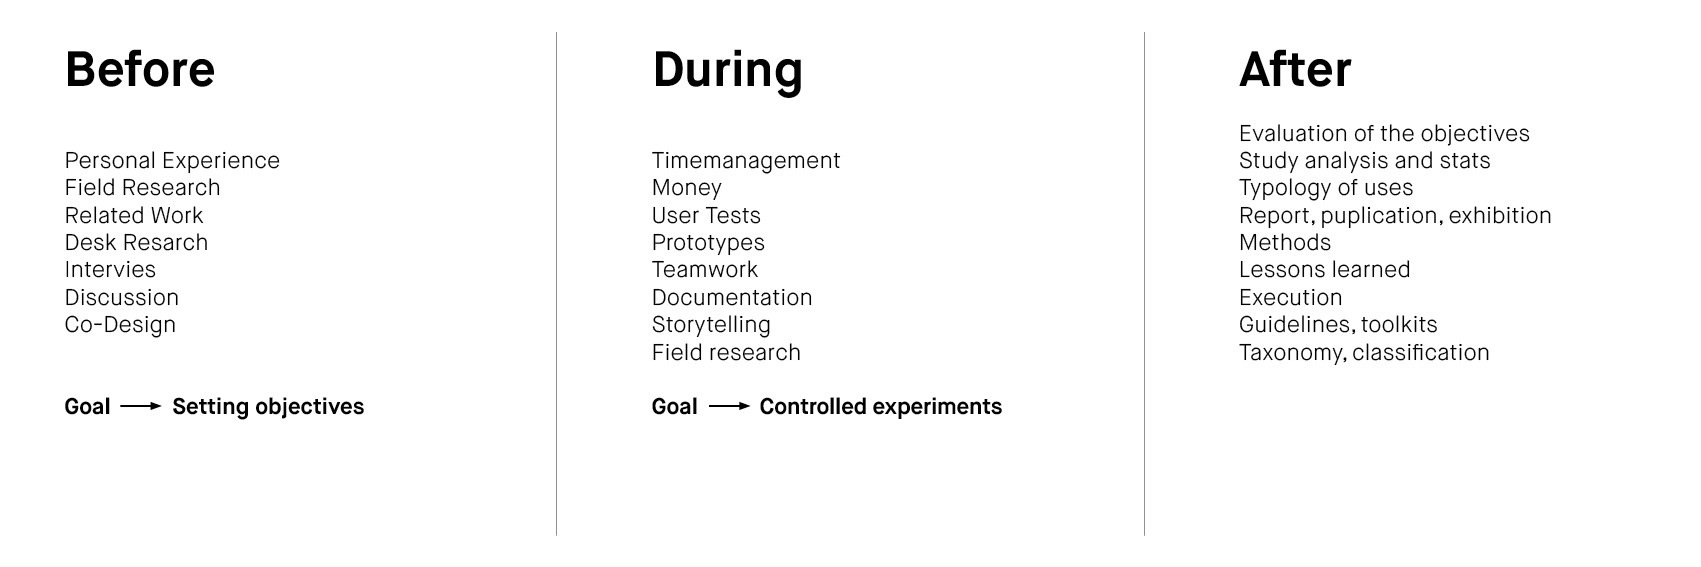 Before
Personal Experience
Field Research
Related Work
Desk Resarch
Intervies
Discussion
Co-Design
Goal → Setting objectives
During
Timemanagement
Money
User Tests
Prototypes
Teamwork
Documentation
Storytelling
Field research
Goal → Controlled experiments
After
Evaluation of the objectives
Study analysis and stats
Typology of uses
Report, puplication, exhibition
Methods
Lessons learned
Execution
Guidelines, toolkits
Taxonomy, classification